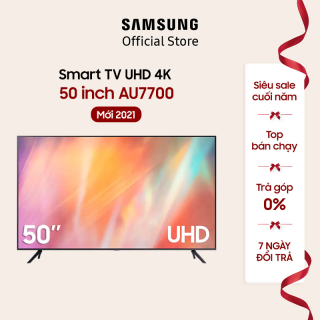 SAMSUNG
Official Store
Smart TV UHD 4K
50 inch AU7700
Mới 2021
50”
UHD
Siêu sale
cuối năm
Top
bán chạy
Trả góp
0%
7 NGÀY
ĐỔI TRẢ